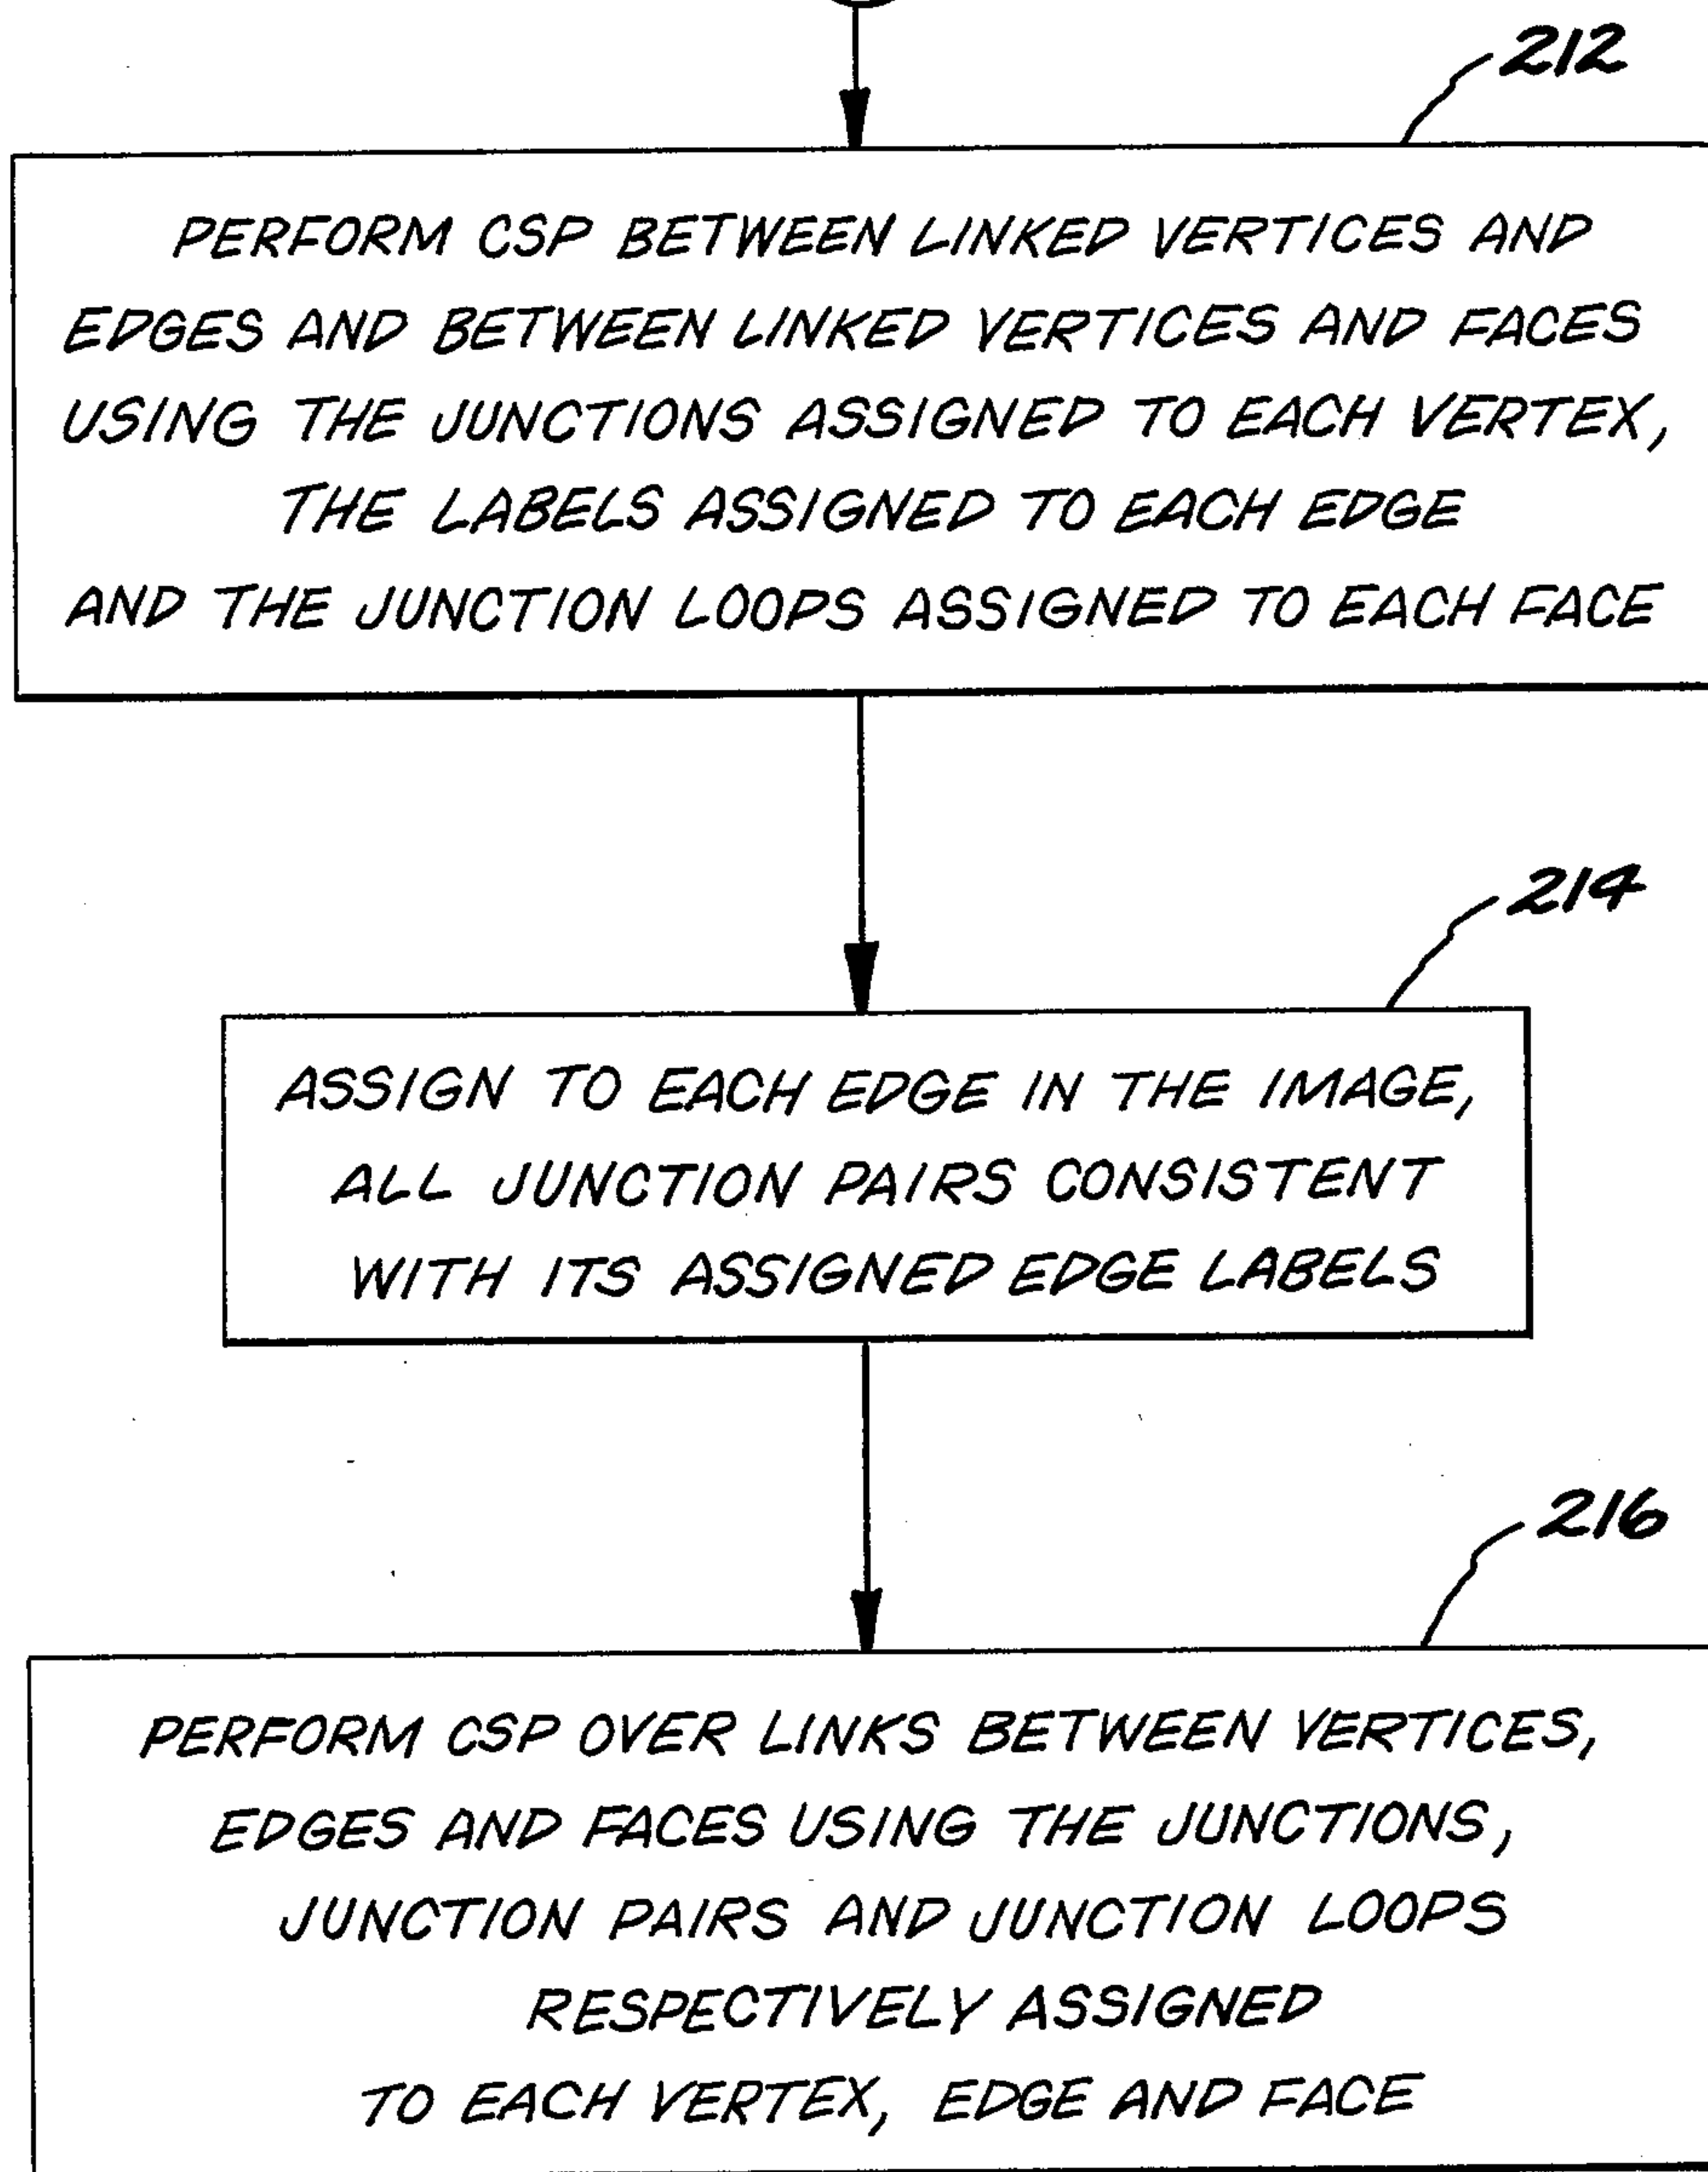 212
PERFORM CSP BETWEEN LINKED VERTICES AND
EDGES AND BETWEEN LINKED VERTICES AND FACES
USING THE JUNCTIONS ASSIGNED TO EACH VERTEX,
THE LABELS ASSIGNED TO EACH EDGE
AND THE JUNCTION LOOPS ASSIGNED TO EACH FACE
214
ASSIGN TO EACH EDGE IN THE IMAGE,
ALL JUNCTION PAIRS CONSISTENT
WITH ITS ASSIGNED EDGE LABELS
216
PERFORM CSP OVER LINKS BETWEEN VERTICES,
EDGES AND FACES USING THE JUNCTIONS,
JUNCTION PAIRS AND JUNCTION LOOPS
RESPECTIVELY ASSIGNED
TO EACH VERTEX, EDGE AND FACE